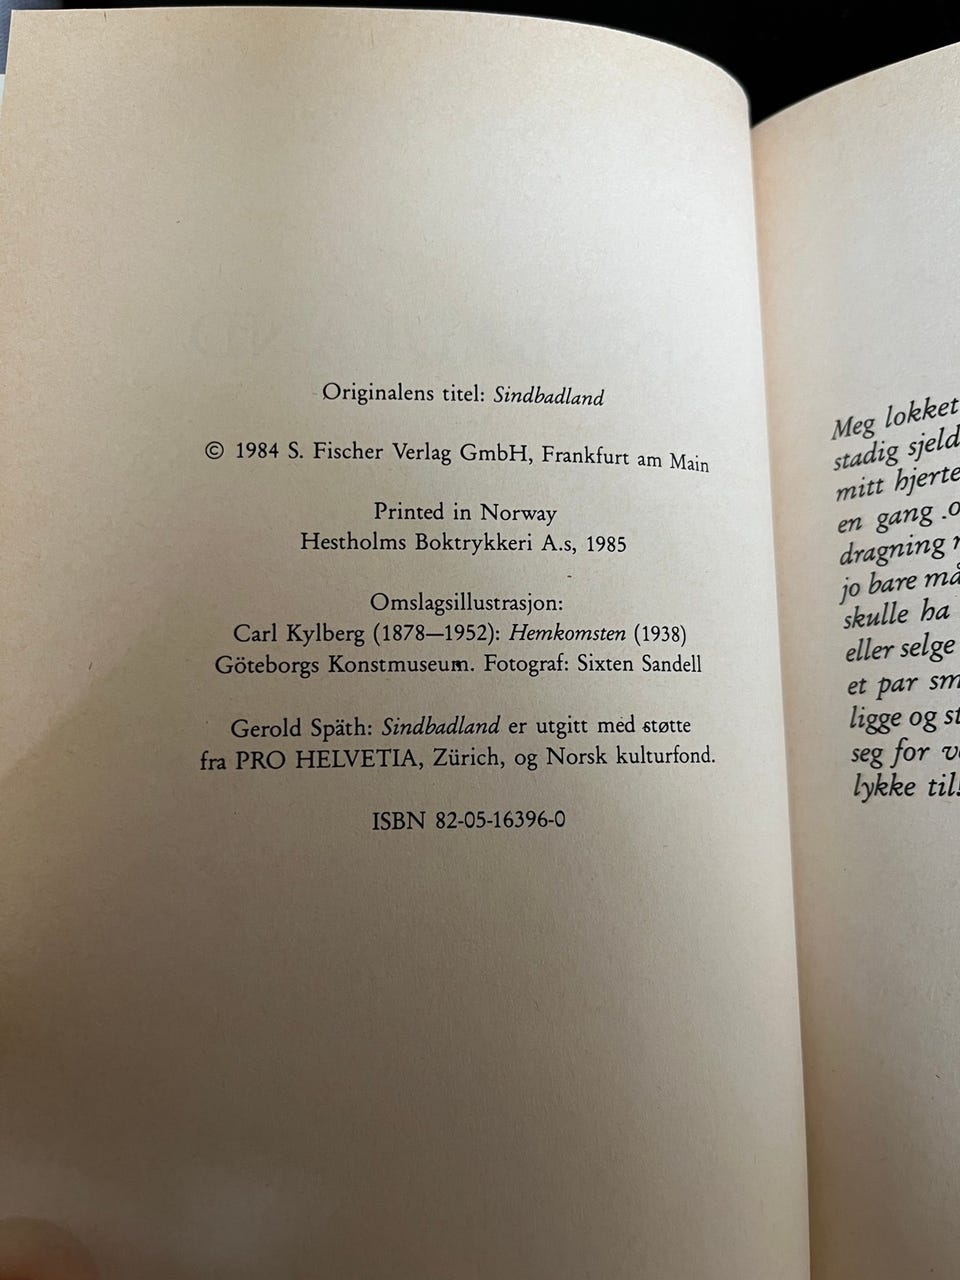 Originalens titel: Sindbadland
© 1984 S. Fischer Verlag GmbH, Frankfurt am Main
Printed in Norway
Hestholms Boktrykkeri A.s, 1985
Omslagsillustrasjon:
Carl Kylberg (1878—1952): Hemkomsten (1938)
Göteborgs Konstmuseum. Fotograf: Sixten Sandell
Gerold Späth: Sindbadland er utgitt med støtte
fra PRO HELVETIA, Zürich, og Norsk kulturfond.
ISBN 82-05-16396-0
Meg lokket
stadig
mitt hjerte
en gang
dragning
jo bare
skulle ha
eller selge
et par
ligge og
seg for
lykke til